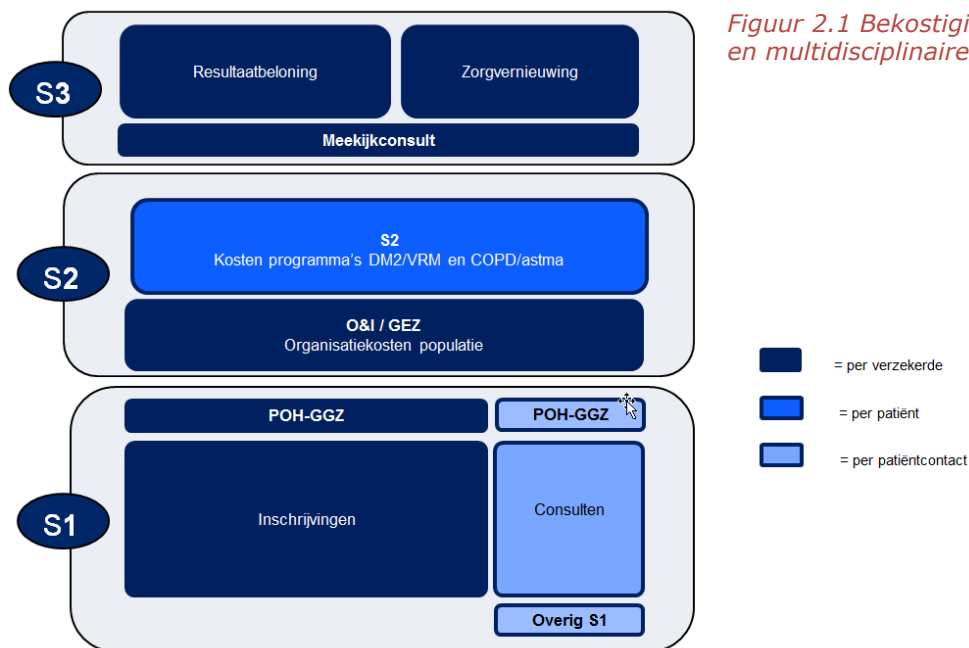 Figuur 2.1 Bekostigi
en multidisciplinaire
S3
Resultaatbeloning
Zorgvernieuwing
Meekijkconsult
S2
S2
Kosten programma's DM2/VRM en COPD/astma
O&I / GEZ
Organisatiekosten populatie
S1
POH-GGZ
POH-GGZ
Inschrijvingen
Consulten
Overig S1
= per verzekerde
= per patiënt
= per patiëntcontact